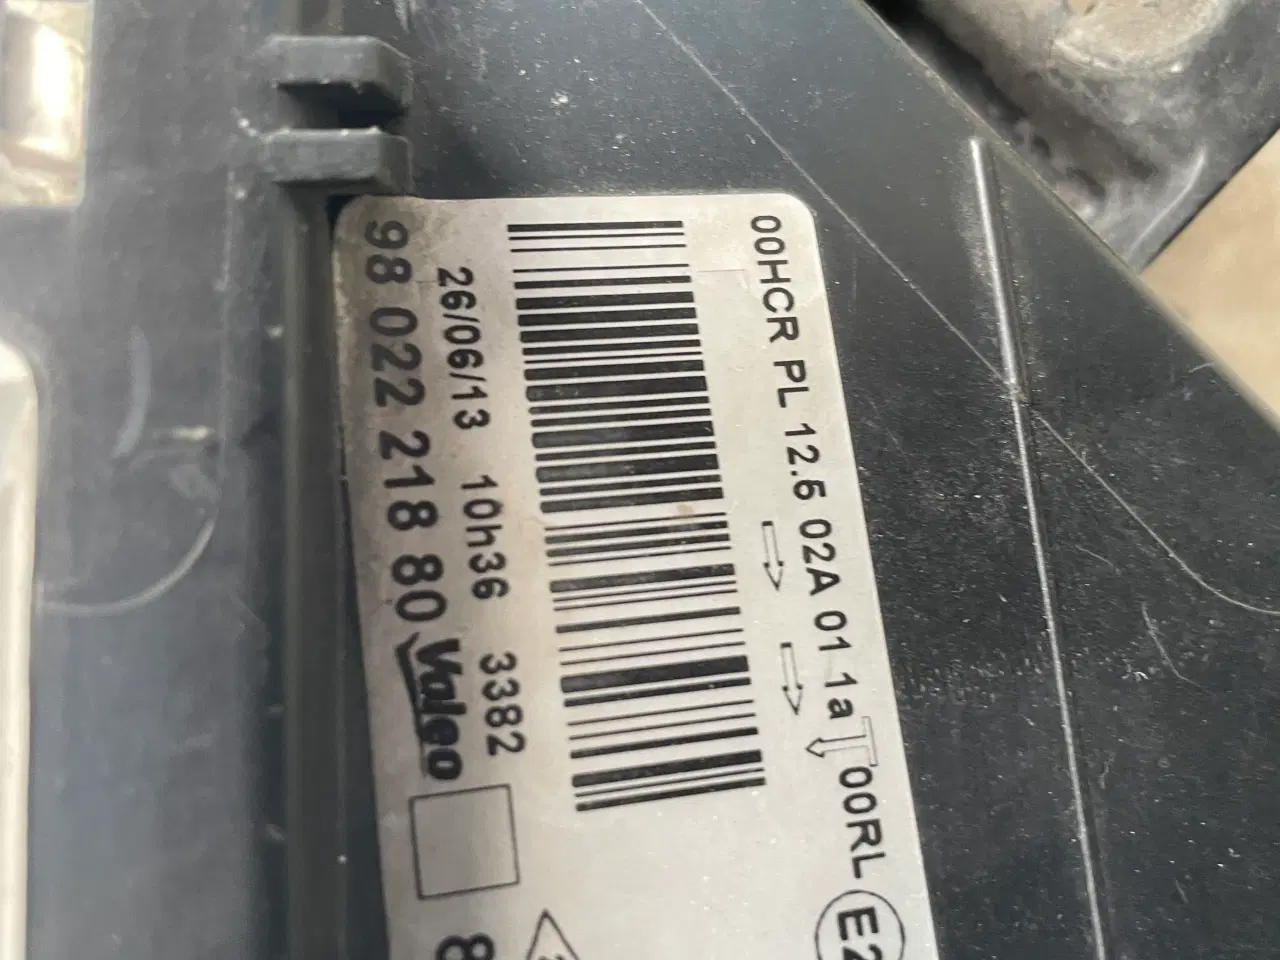 00HCR PL 12.5 02A 01 1a 00RL E2
26/06/13 10h36 3382
98 022 218 80 Valeo
8